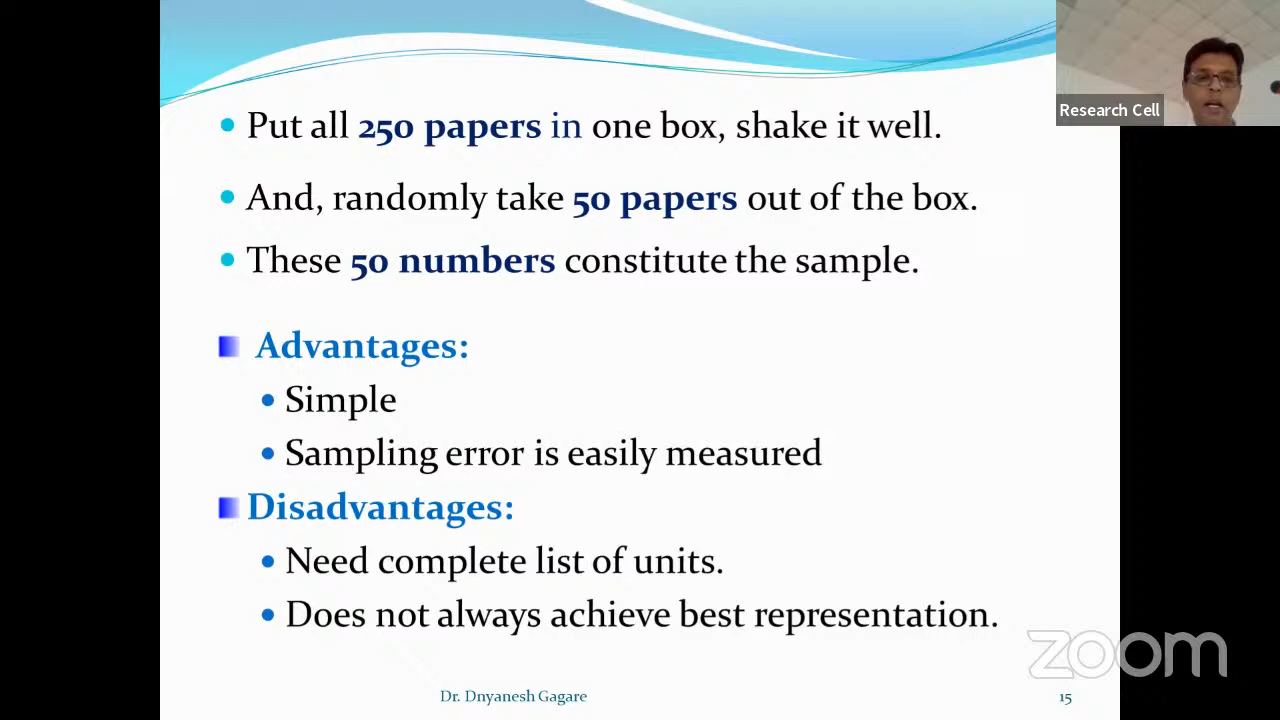 Put all 250 papers in one box, shake it well.
And, randomly take 50 papers out of the box.
These 50 numbers constitute the sample.
Advantages:
Simple
Sampling error is easily measured
Disadvantages:
Need complete list of units.
Does not always achieve best representation.
Dr. Dnyanesh Gagare
15
Research Cell
zoom